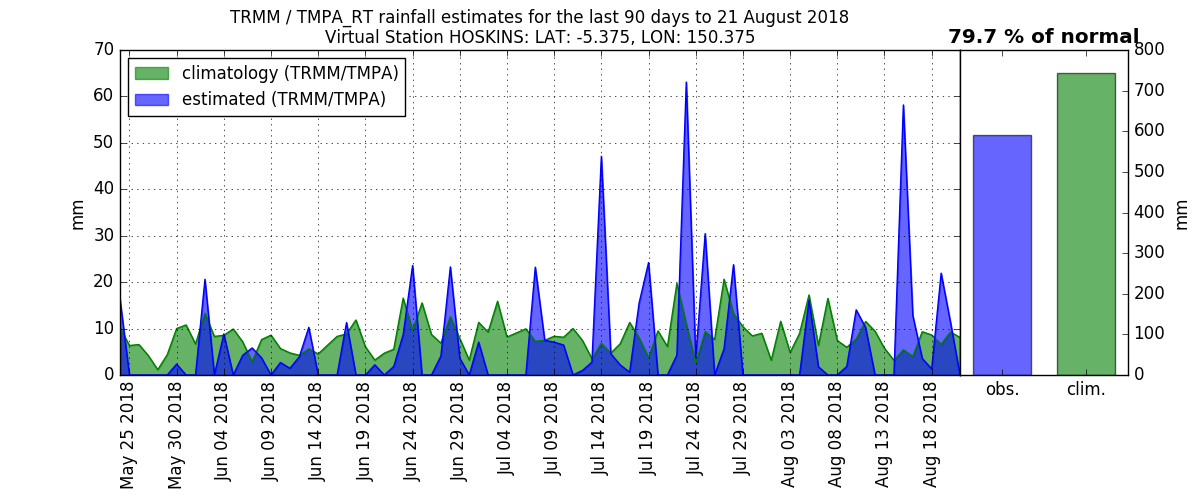 TRMM / TMPA_RT rainfall estimates for the last 90 days to 21 August 2018
Virtual Station HOSKINS: LAT: -5.375, LON: 150.375
79.7 % of normal
climatology (TRMM/TMPA)
estimated (TRMM/TMPA)
mm
70
60
50
40
30
20
10
0
May 25 2018
May 30 2018
Jun 04 2018
Jun 09 2018
Jun 14 2018
Jun 19 2018
Jun 24 2018
Jun 29 2018
Jul 04 2018
Jul 09 2018
Jul 14 2018
Jul 19 2018
Jul 24 2018
Jul 29 2018
Aug 03 2018
Aug 08 2018
Aug 13 2018
Aug 18 2018
800
700
600
500
400
300
200
100
0
mm
obs.
clim.